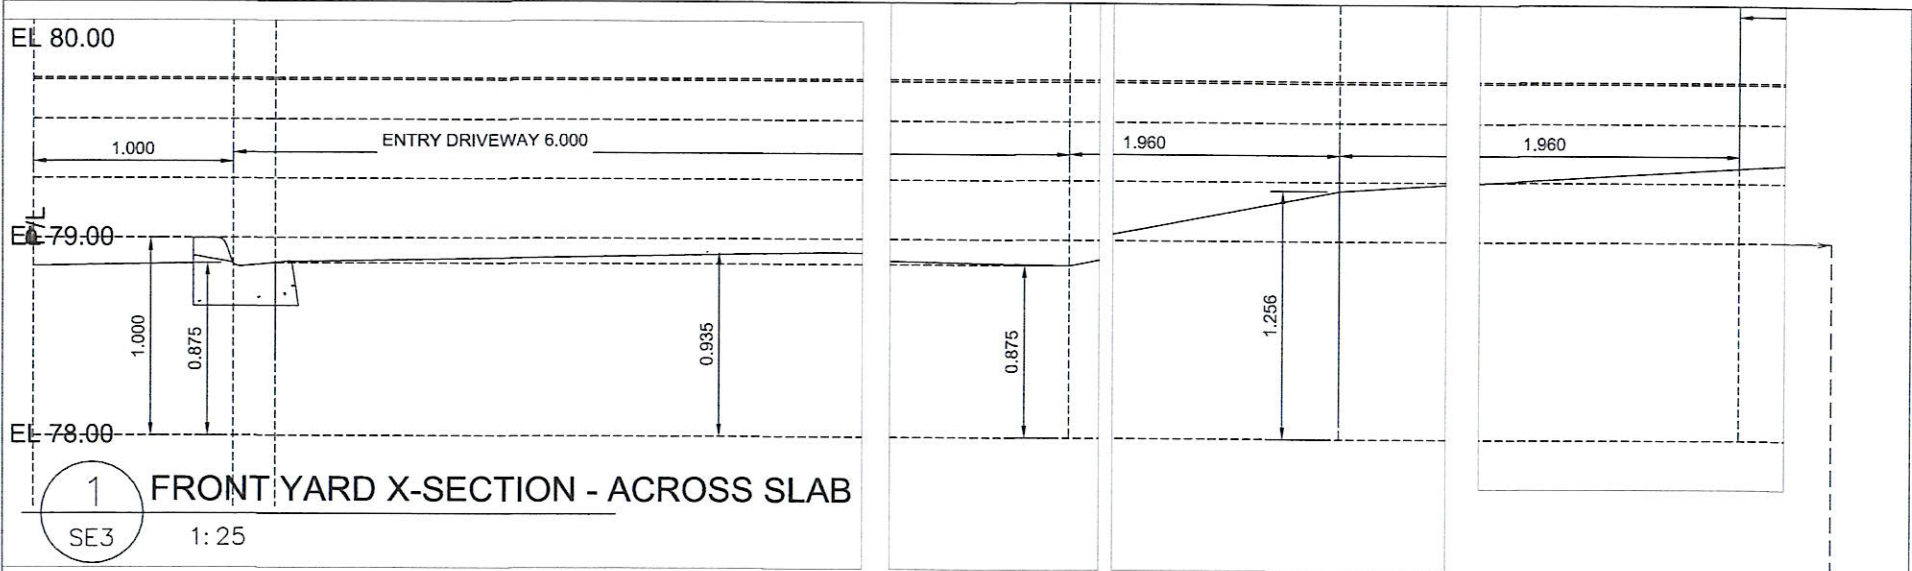 EL 80.00
1.000
ENTRY DRIVEWAY 6.000
1.960
1.960
P/L
EL 79.00
1.000
0.875
0.935
0.875
1.256
EL 78.00
1
SE3
FRONT YARD X-SECTION - ACROSS SLAB
1:25